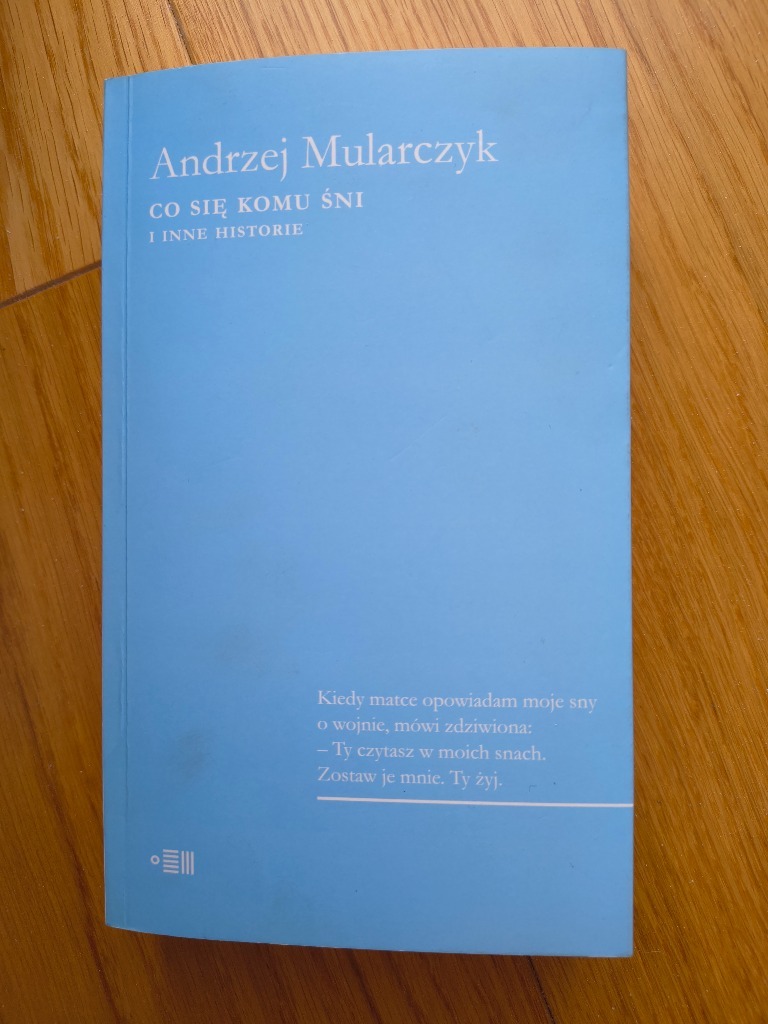 Andrzej Mularczyk
CO SIĘ KOMU ŚNI
I INNE HISTORIE
Kiedy matce opowiadam moje sny
o wojnie, mówi zdziwiona:
– Ty czytasz w moich snach.
Zostaw je mnie. Ty żyj.